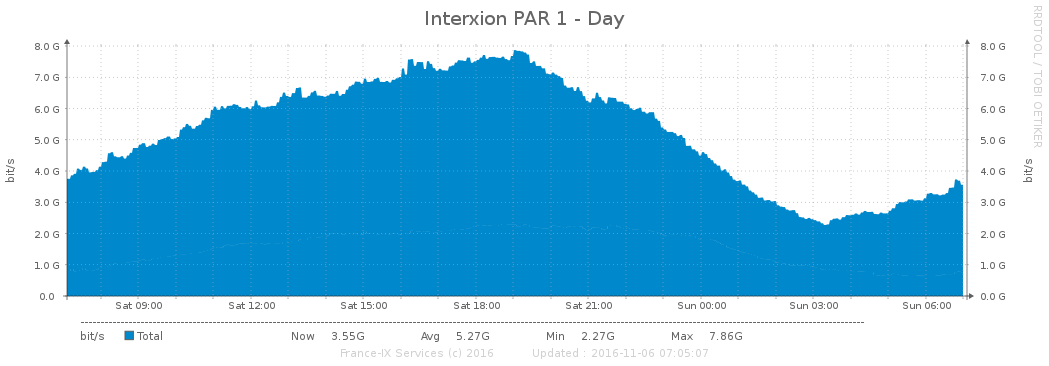 Interxion PAR 1 - Day
RRDTOOL / TOBI OETIKER
8.0 G 8.0 G
7.0 G 7.0 G
6.0 G 6.0 G
5.0 G 5.0 G
4.0 G 4.0 G
3.0 G 3.0 G
2.0 G 2.0 G
1.0 G 1.0 G
0.0 0.0 G
bit/s
bit/s
Sat 09:00 Sat 12:00 Sat 15:00 Sat 18:00 Sat 21:00 Sun 00:00 Sun 03:00 Sun 06:00
bit/s Total Now 3.55G Avg 5.27G Min 2.27G Max 7.86G
France-IX Services (c) 2016 Updated : 2016-11-06 07:05:07